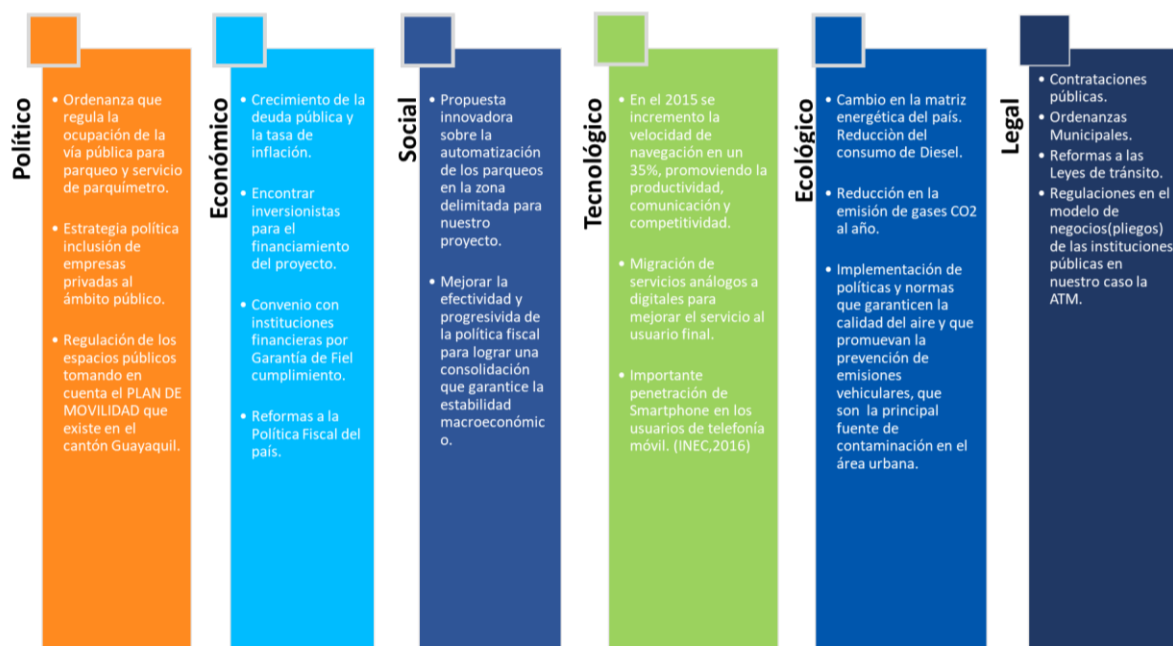 Político
• Ordenanza que
regula la
ocupación de la
vía pública para
parqueo y servicio
de parquímetro.
• Estrategia política
inclusión de
empresas
privadas al
ámbito público.
• Regulación de los
espacios públicos
tomando en
cuenta el PLAN DE
MOVILIDAD que
existe en el
cantón Guayaquil.
Económico
• Crecimiento de la
deuda pública y
la tasa de
inflación.
• Encontrar
inversionistas
para el
financiamiento
del proyecto.
• Convenio con
instituciones
financieras por
Garantía de Fiel
cumplimiento.
• Reformas a la
Política Fiscal del
país.
Social
• Propuesta
innovadora
sobre la
automatización
de los parqueos
en la zona
delimitada para
nuestro
proyecto.
• Mejorar la
efectividad y
progresivida de
la política fiscal
para lograr una
consolidación
que garantice la
estabilidad
macroeconómic
o.
Tecnológico
• En el 2015 se
incremento la
velocidad de
navegación en un
35%, promoviendo la
productividad,
comunicación y
competitividad.
• Migración de
servicios análogos a
digitales para
mejorar el servicio al
usuario final.
• Importante
penetración de
Smartphone en los
usuarios de telefonía
móvil. (INEC,2016)
Ecológico
• Cambio en la matriz
energética del país.
Reducciòn del
consumo de Diesel.
• Reducción en la
emisión de gases CO2
al año.
• Implementación de
políticas y normas
que garanticen la
calidad del aire y que
promuevan la
prevención de
emisiones
vehiculares, que
son la principal
fuente de
contaminación en el
área urbana.
Legal
• Contrataciones
públicas.
• Ordenanzas
Municipales.
• Reformas a las
Leyes de tránsito.
• Regulaciones en el
modelo de
negocios(pliegos)
de las instituciones
públicas en
nuestro caso la
ATM.